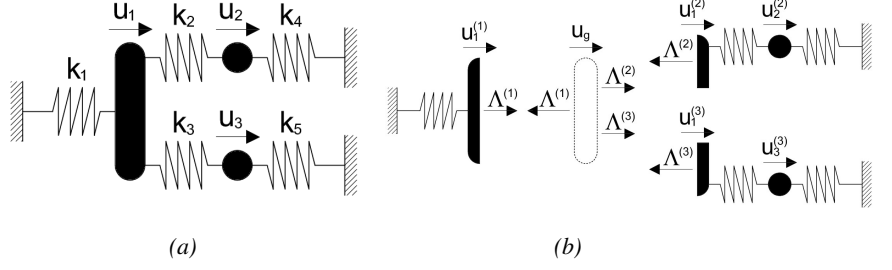 u₁ k₂ u₂ k₄
k₁
k₃ u₃ k₅
(a)
u₁⁽¹⁾ u_g u₁⁽²⁾ u₂⁽²⁾
Λ⁽²⁾ Λ⁽²⁾
Λ⁽¹⁾ Λ⁽¹⁾
Λ⁽³⁾ u₁⁽³⁾
Λ⁽³⁾ u₃⁽³⁾
(b)